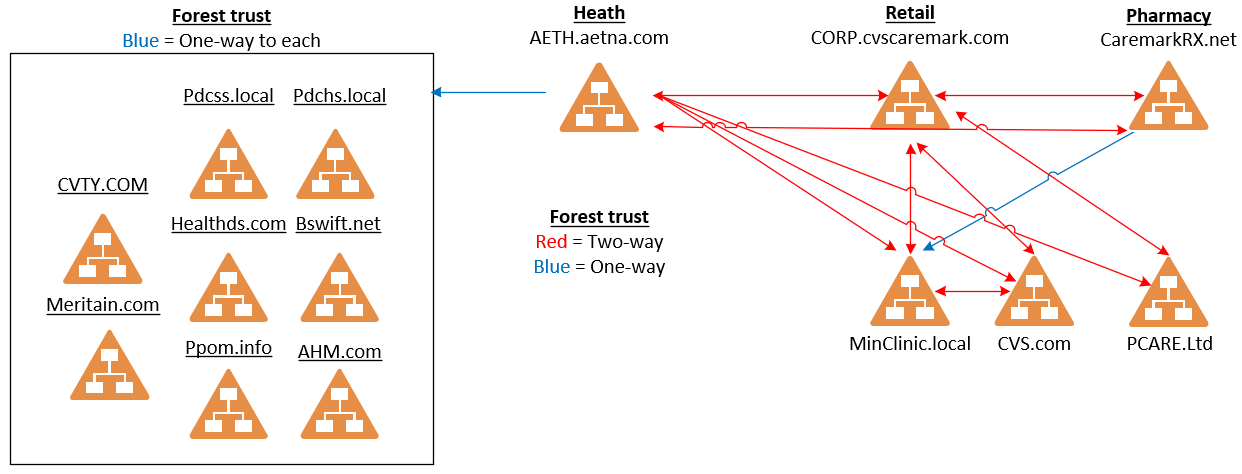 Forest trust
Blue = One-way to each
Heath
AETH.aetna.com
Retail
CORP.cvscaremark.com
Pharmacy
CaremarkRX.net
Pdcss.local
Pdchs.local
CVTY.COM
Healthds.com
Bswift.net
Meritain.com
Ppom.info
AHM.com
Forest trust
Red = Two-way
Blue = One-way
MinClinic.local
CVS.com
PCARE.Ltd